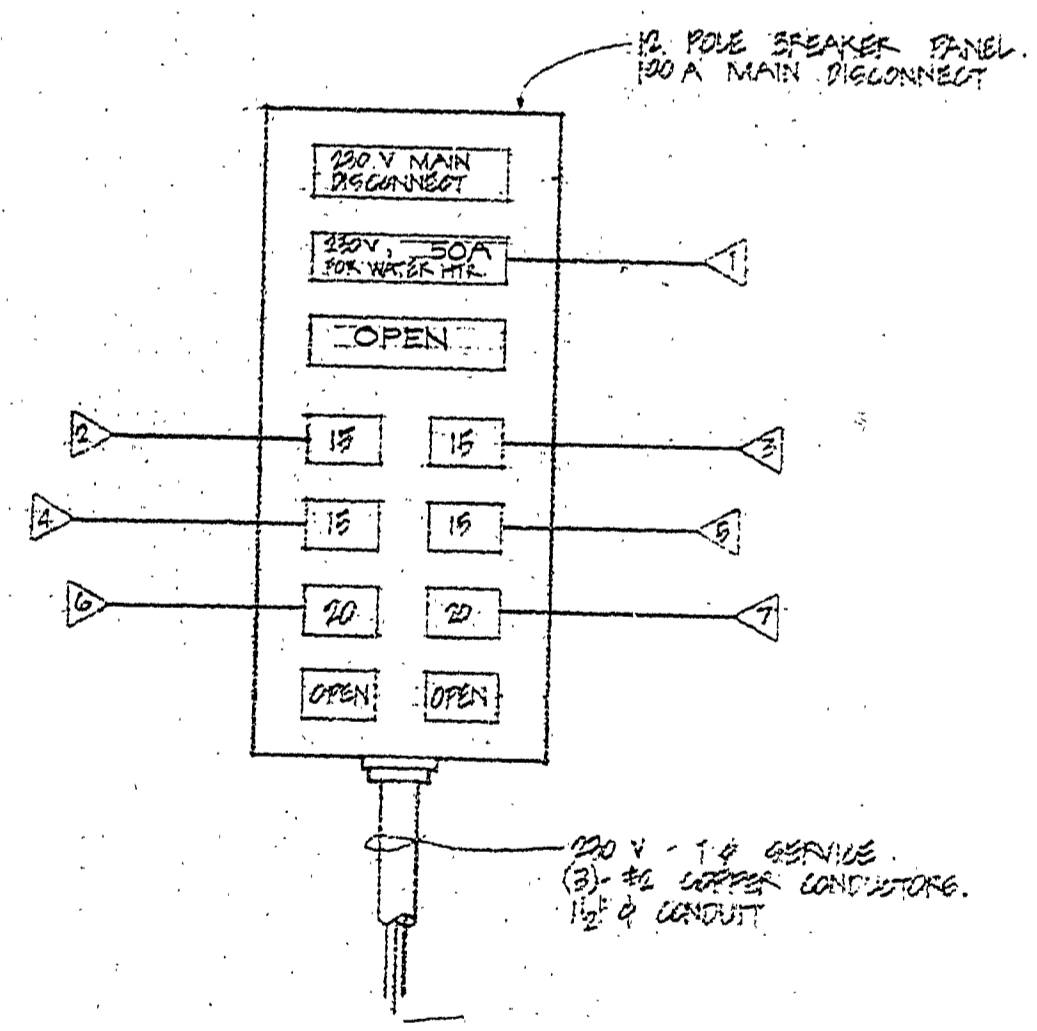 12 POLE BREAKER PANEL.
100 A MAIN DISCONNECT
230 V MAIN
DISCONNECT
230V, 50A
FOR WATER HTR.
1
OPEN
2
15
15
3
4
15
15
5
6
20
20
7
OPEN
OPEN
230 V - 1 φ SERVICE.
(3)- #2 COPPER CONDUCTORS.
1½" φ CONDUIT